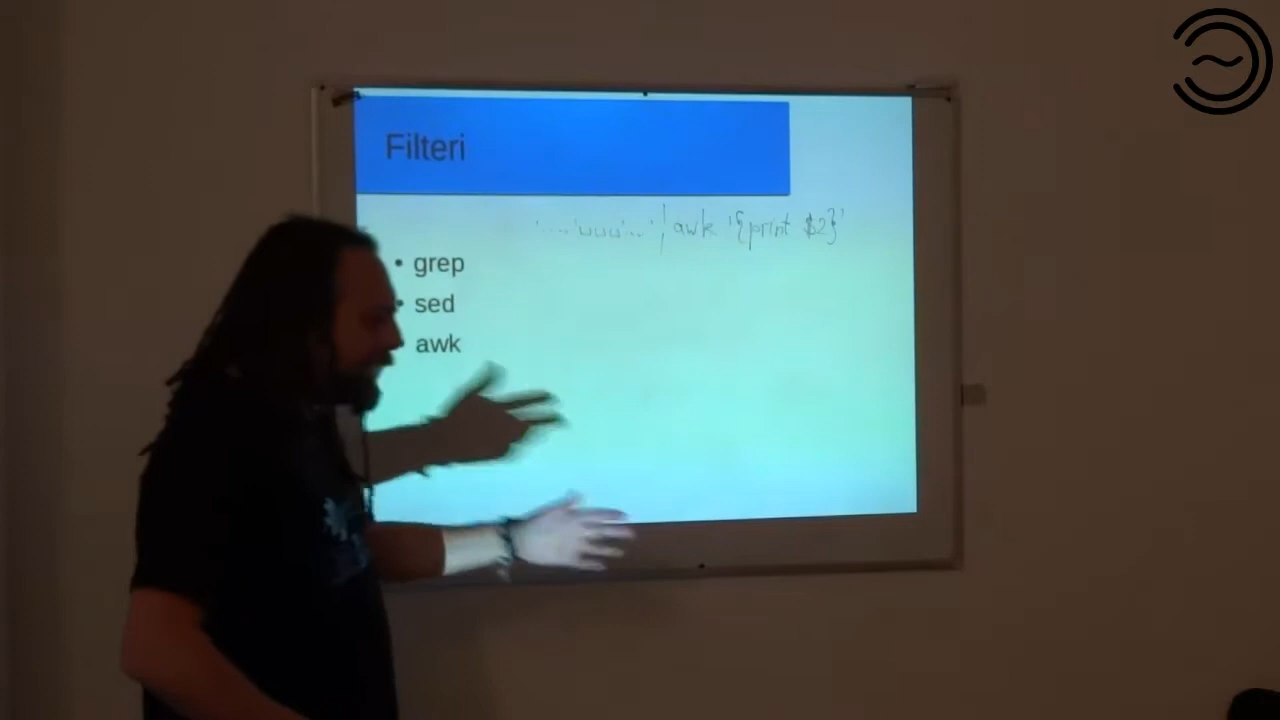 Filteri
| awk '{print $2}'
• grep
• sed
• awk